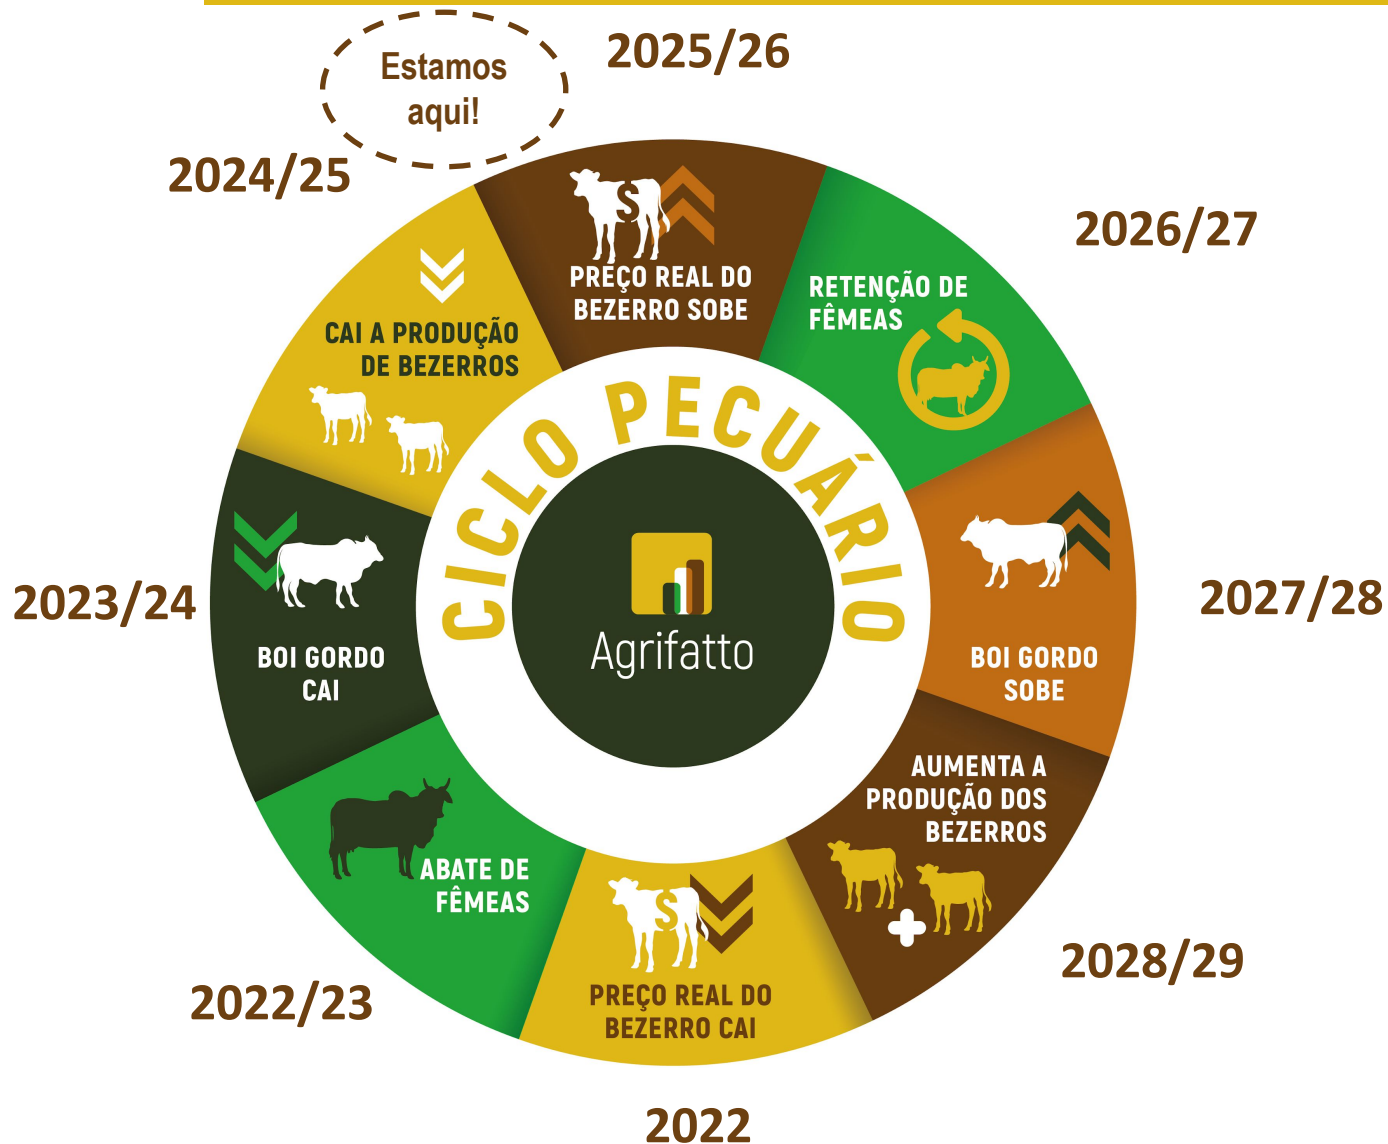 Estamos
aqui!
2025/26
2024/25
2026/27
PREÇO REAL DO
BEZERRO SOBE
RETENÇÃO DE
FÊMEAS
CAI A PRODUÇÃO
DE BEZERROS
CICLO PECUÁRIO
Agrifatto
2023/24
BOI GORDO
CAI
BOI GORDO
SOBE
2027/28
AUMENTA A
PRODUÇÃO DOS
BEZERROS
ABATE DE
FÊMEAS
PREÇO REAL DO
BEZERRO CAI
2022/23
2028/29
2022